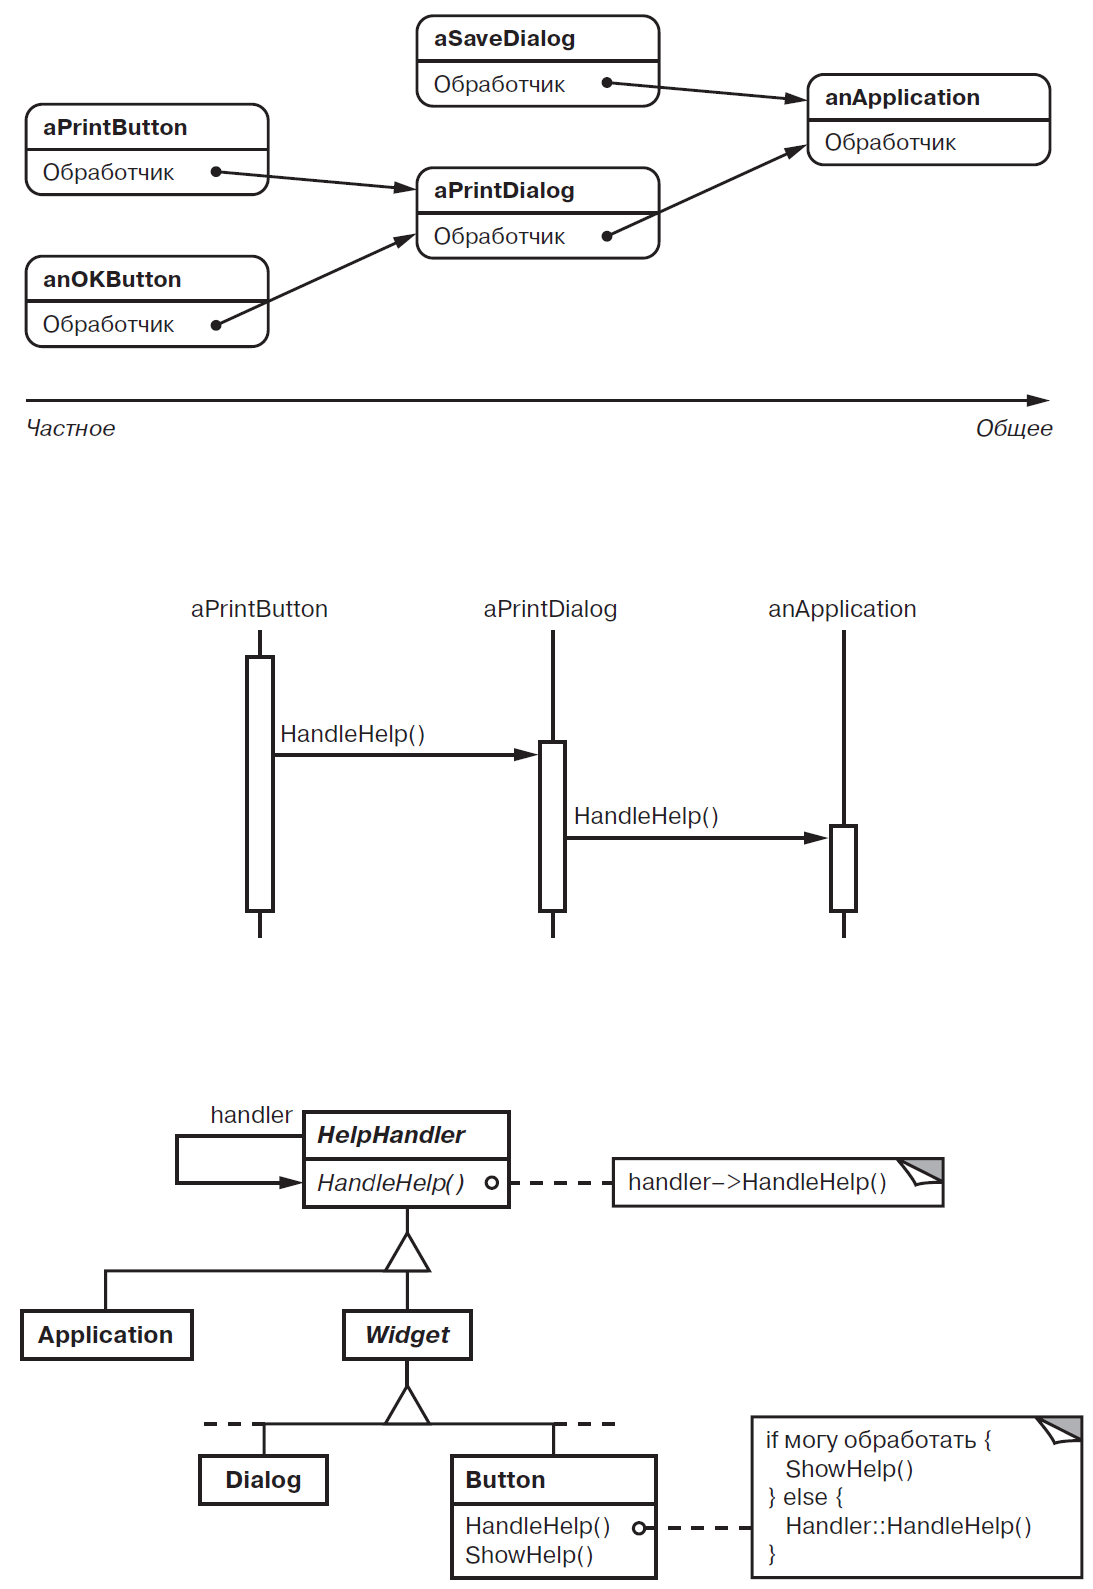 aSaveDialog
Обработчик
anApplication
Обработчик
aPrintButton
Обработчик
aPrintDialog
Обработчик
anOKButton
Обработчик
Частное
Общее
aPrintButton
aPrintDialog
anApplication
HandleHelp()
HandleHelp()
handler
HelpHandler
HandleHelp()
handler–>HandleHelp()
Application
Widget
Dialog
Button
HandleHelp()
ShowHelp()
if могу обработать {
ShowHelp()
} else {
Handler::HandleHelp()
}